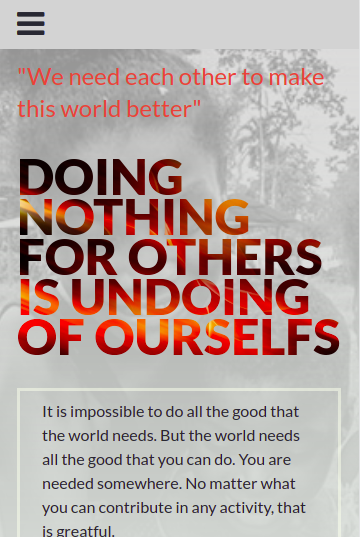 "We need each other to make
this world better"
DOING
NOTHING
FOR OTHERS
IS UNDOING
OF OURSELFS
It is impossible to do all the good that
the world needs. But the world needs
all the good that you can do. You are
needed somewhere. No matter what
you can contribute in any activity, that
is greatful.